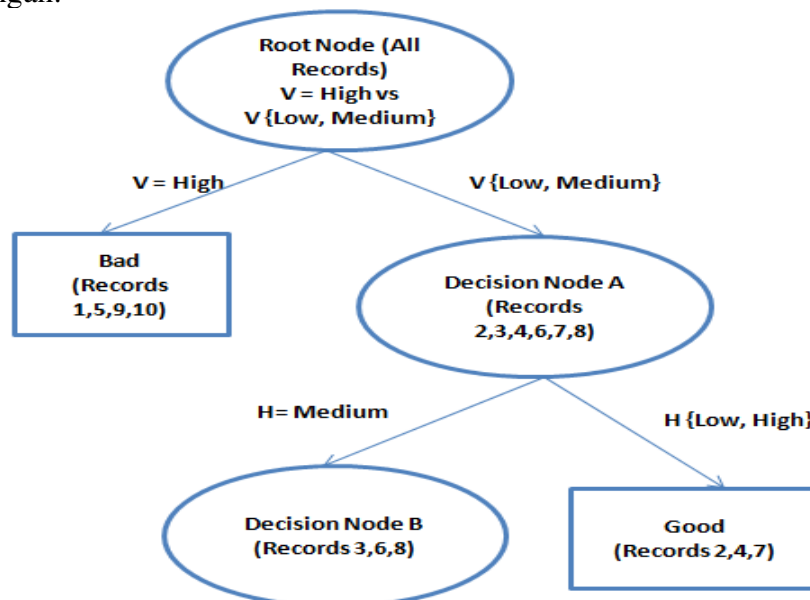 Root Node (All
Records)
V = High vs
V {Low, Medium}
V = High
V {Low, Medium}
Bad
(Records
1,5,9,10)
Decision Node A
(Records
2,3,4,6,7,8)
H= Medium
H {Low, High}
Decision Node B
(Records 3,6,8)
Good
(Records 2,4,7)